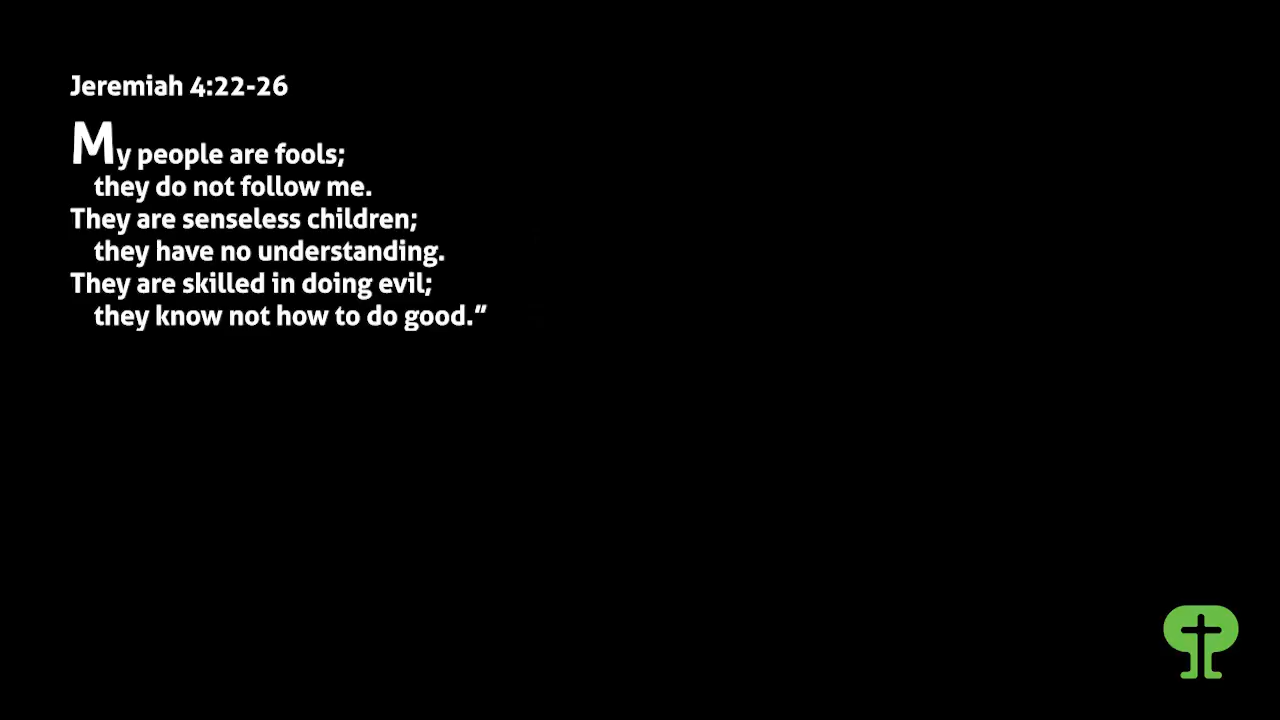 Jeremiah 4:22-26
My people are fools;
they do not follow me.
They are senseless children;
they have no understanding.
They are skilled in doing evil;
they know not how to do good.”